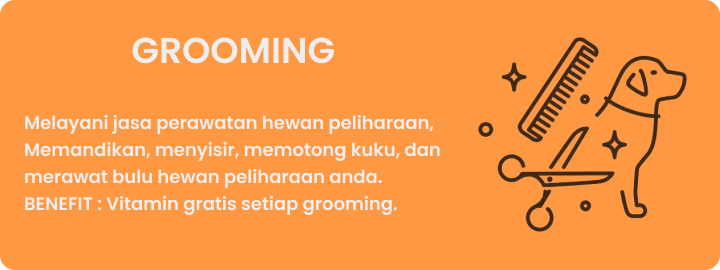 GROOMING
Melayani jasa perawatan hewan peliharaan,
Memandikan, menyisir, memotong kuku, dan
merawat bulu hewan peliharaan anda.
BENEFIT : Vitamin gratis setiap grooming.